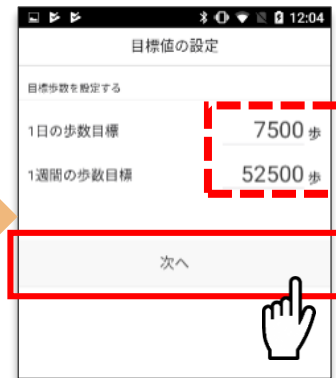 12:04
目標値の設定
目標歩数を設定する
1日の歩数目標 7500 歩
1週間の歩数目標 52500 歩
次へ